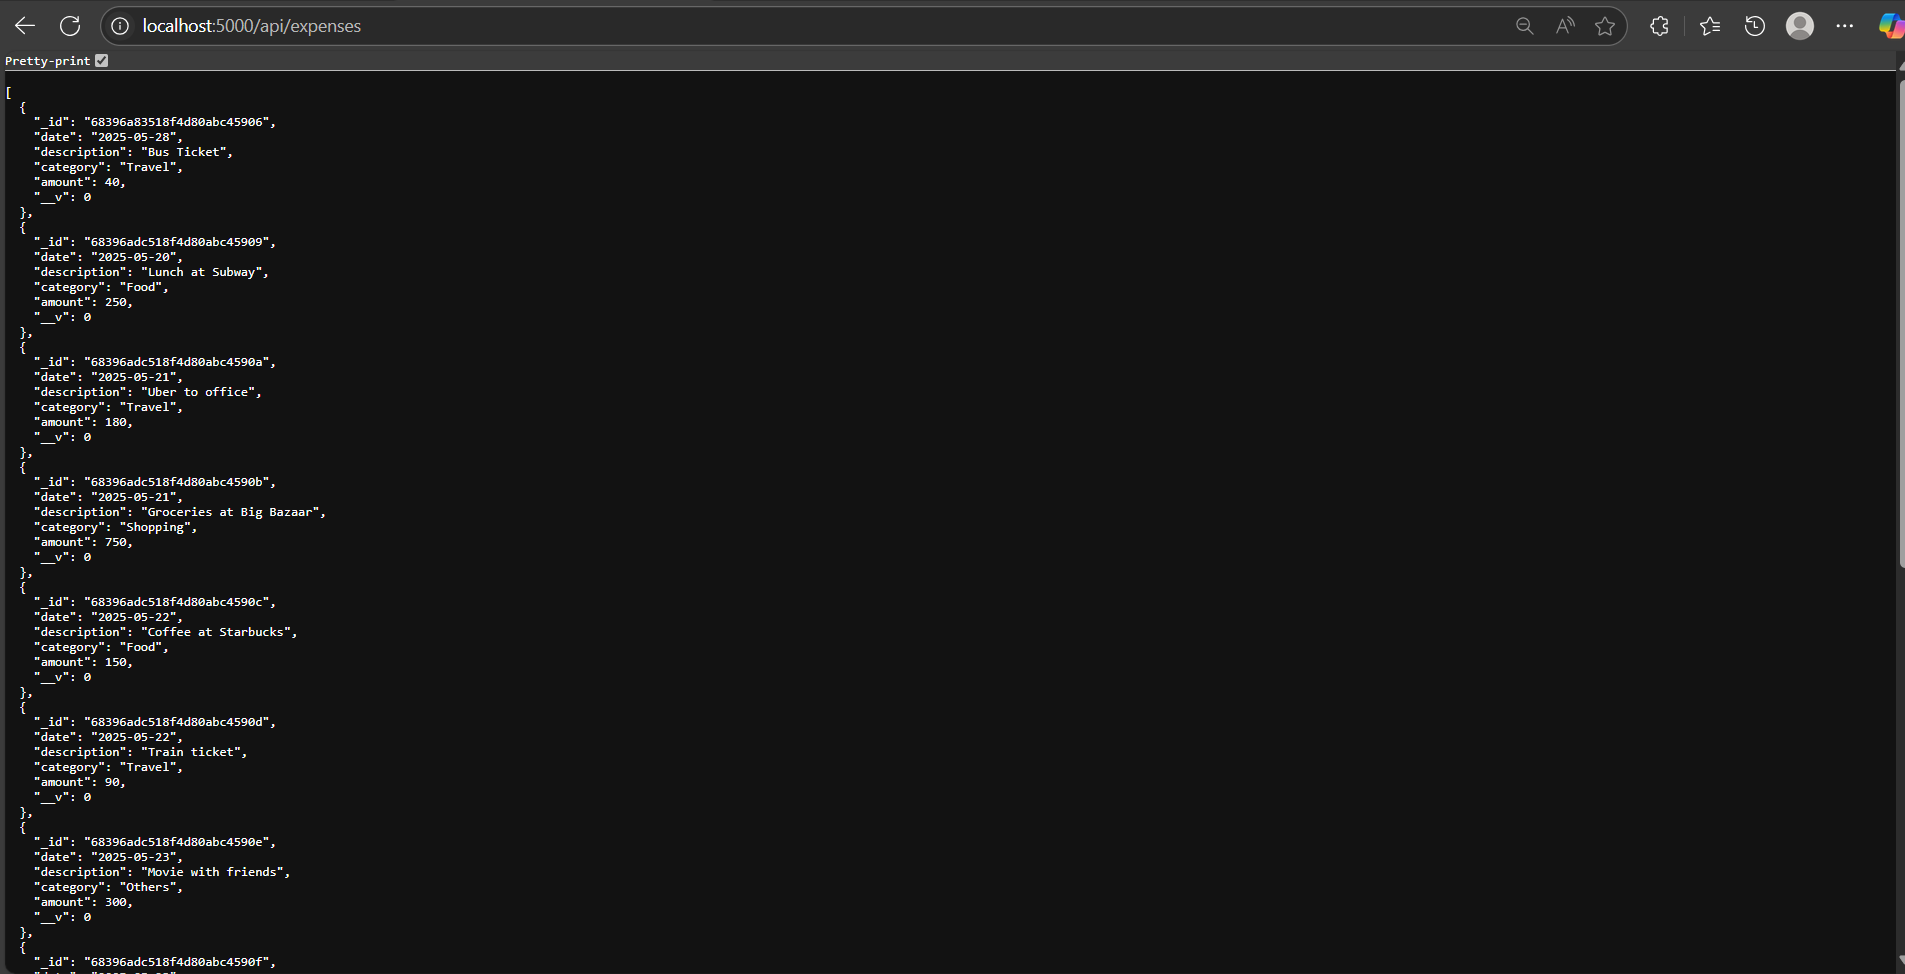 localhost:5000/api/expenses
Pretty-print
[
  {
    "_id": "68396a83518f4d80abc45906",
    "date": "2025-05-28",
    "description": "Bus Ticket",
    "category": "Travel",
    "amount": 40,
    "__v": 0
  },
  {
    "_id": "68396adc518f4d80abc45909",
    "date": "2025-05-20",
    "description": "Lunch at Subway",
    "category": "Food",
    "amount": 250,
    "__v": 0
  },
  {
    "_id": "68396adc518f4d80abc4590a",
    "date": "2025-05-21",
    "description": "Uber to office",
    "category": "Travel",
    "amount": 180,
    "__v": 0
  },
  {
    "_id": "68396adc518f4d80abc4590b",
    "date": "2025-05-21",
    "description": "Groceries at Big Bazaar",
    "category": "Shopping",
    "amount": 750,
    "__v": 0
  },
  {
    "_id": "68396adc518f4d80abc4590c",
    "date": "2025-05-22",
    "description": "Coffee at Starbucks",
    "category": "Food",
    "amount": 150,
    "__v": 0
  },
  {
    "_id": "68396adc518f4d80abc4590d",
    "date": "2025-05-22",
    "description": "Train ticket",
    "category": "Travel",
    "amount": 90,
    "__v": 0
  },
  {
    "_id": "68396adc518f4d80abc4590e",
    "date": "2025-05-23",
    "description": "Movie with friends",
    "category": "Others",
    "amount": 300,
    "__v": 0
  },
  {
    "_id": "68396adc518f4d80abc4590f",